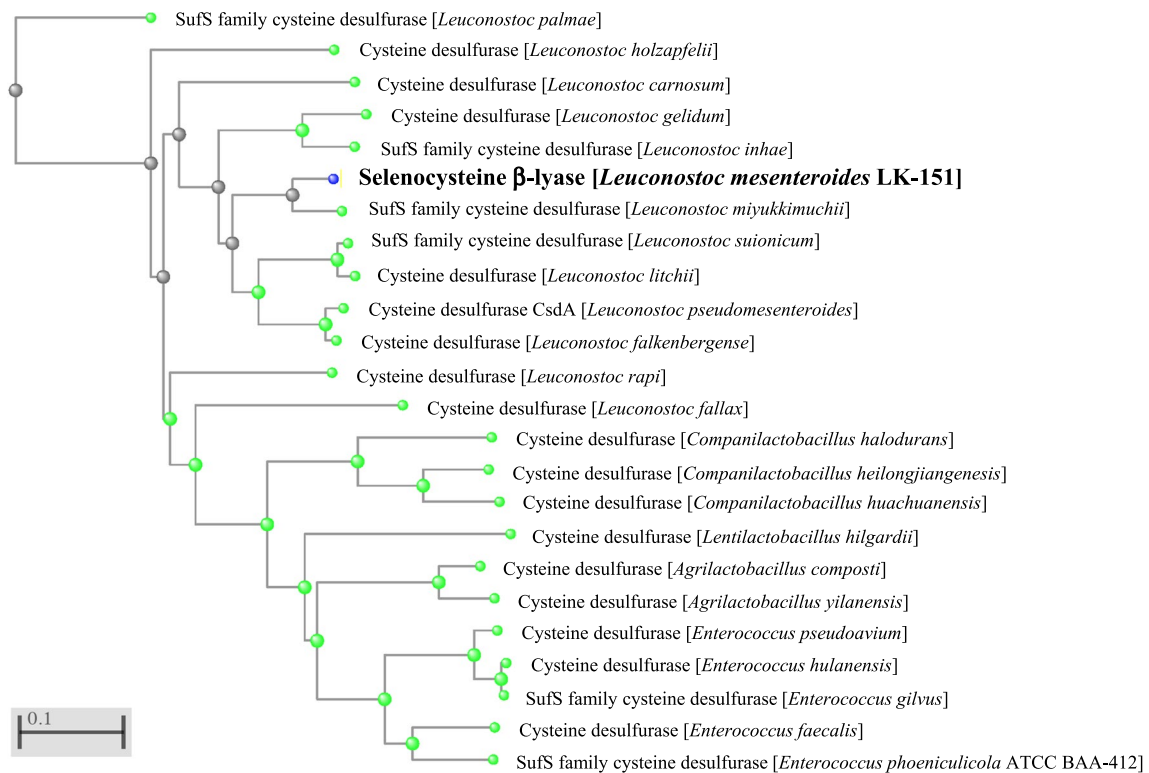 SufS family cysteine desulfurase [Leuconostoc palmae]
Cysteine desulfurase [Leuconostoc holzapfelii]
Cysteine desulfurase [Leuconostoc carnosum]
Cysteine desulfurase [Leuconostoc gelidum]
SufS family cysteine desulfurase [Leuconostoc inhae]
Selenocysteine β-lyase [Leuconostoc mesenteroides LK-151]
SufS family cysteine desulfurase [Leuconostoc miyukkimuchii]
SufS family cysteine desulfurase [Leuconostoc suionicum]
Cysteine desulfurase [Leuconostoc litchii]
Cysteine desulfurase CsdA [Leuconostoc pseudomesenteroides]
Cysteine desulfurase [Leuconostoc falkenbergense]
Cysteine desulfurase [Leuconostoc rapi]
Cysteine desulfurase [Leuconostoc fallax]
Cysteine desulfurase [Companilactobacillus halodurans]
Cysteine desulfurase [Companilactobacillus heilongjiangenesis]
Cysteine desulfurase [Companilactobacillus huachuanensis]
Cysteine desulfurase [Lentilactobacillus hilgardii]
Cysteine desulfurase [Agrilactobacillus composti]
Cysteine desulfurase [Agrilactobacillus yilanensis]
Cysteine desulfurase [Enterococcus pseudoavium]
Cysteine desulfurase [Enterococcus hulanensis]
SufS family cysteine desulfurase [Enterococcus gilvus]
0.1
Cysteine desulfurase [Enterococcus faecalis]
SufS family cysteine desulfurase [Enterococcus phoeniculicola ATCC BAA-412]